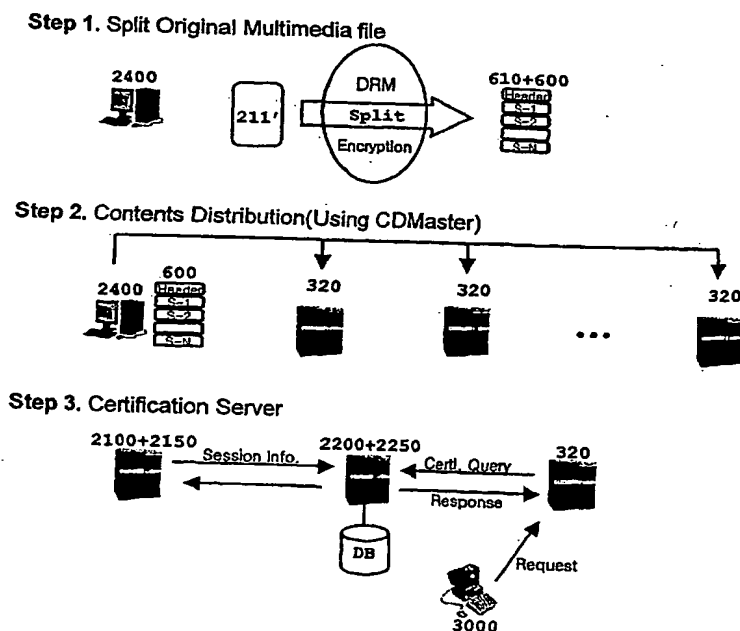 Step 1. Split Original Multimedia file
2400
211'
DRM
Split
Encryption
610+600
Header
S-1
S-2
S-N
Step 2. Contents Distribution(Using CDMaster)
2400
600
Header
S-1
S-2
S-N
320
320
...
320
Step 3. Certification Server
2100+2150
Session Info.
2200+2250
DB
Certi. Query
Response
320
Request
3000